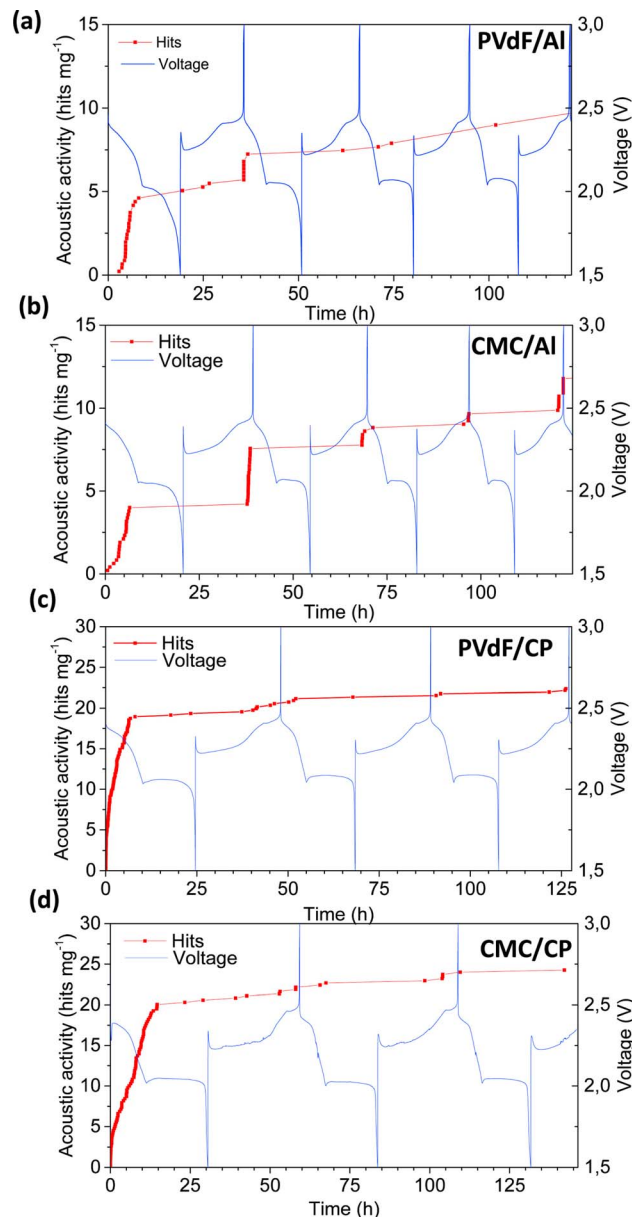 (a)
PVdF/Al
Hits
Voltage
Acoustic activity (hits mg⁻¹)
15
10
5
0
3,0
2,5
2,0
1,5
Voltage (V)
0 25 50 75 100
Time (h)
(b)
CMC/Al
Hits
Voltage
Acoustic activity (hits mg⁻¹)
15
10
5
0
3,0
2,5
2,0
1,5
Voltage (V)
0 25 50 75 100
Time (h)
(c)
PVdF/CP
Hits
Voltage
Acoustic activity (hits mg⁻¹)
30
25
20
15
10
5
0
3,0
2,5
2,0
1,5
Voltage (V)
0 25 50 75 100 125
Time (h)
(d)
CMC/CP
Hits
Voltage
Acoustic activity (hits mg⁻¹)
30
25
20
15
10
5
0
3,0
2,5
2,0
1,5
Voltage (V)
0 25 50 75 100 125
Time (h)